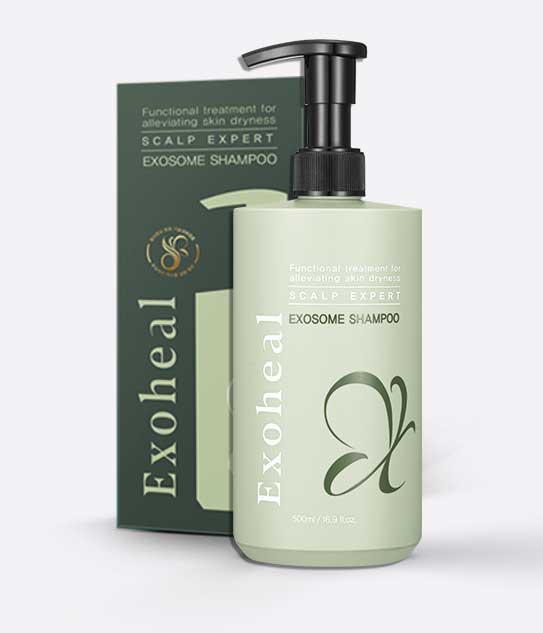 Functional treatment for
alleviating skin dryness
SCALP EXPERT
EXOSOME SHAMPOO
Exoheal
Functional treatment for
alleviating skin dryness
SCALP EXPERT
EXOSOME SHAMPOO
Exoheal
500ml / 16.9 fl.oz.